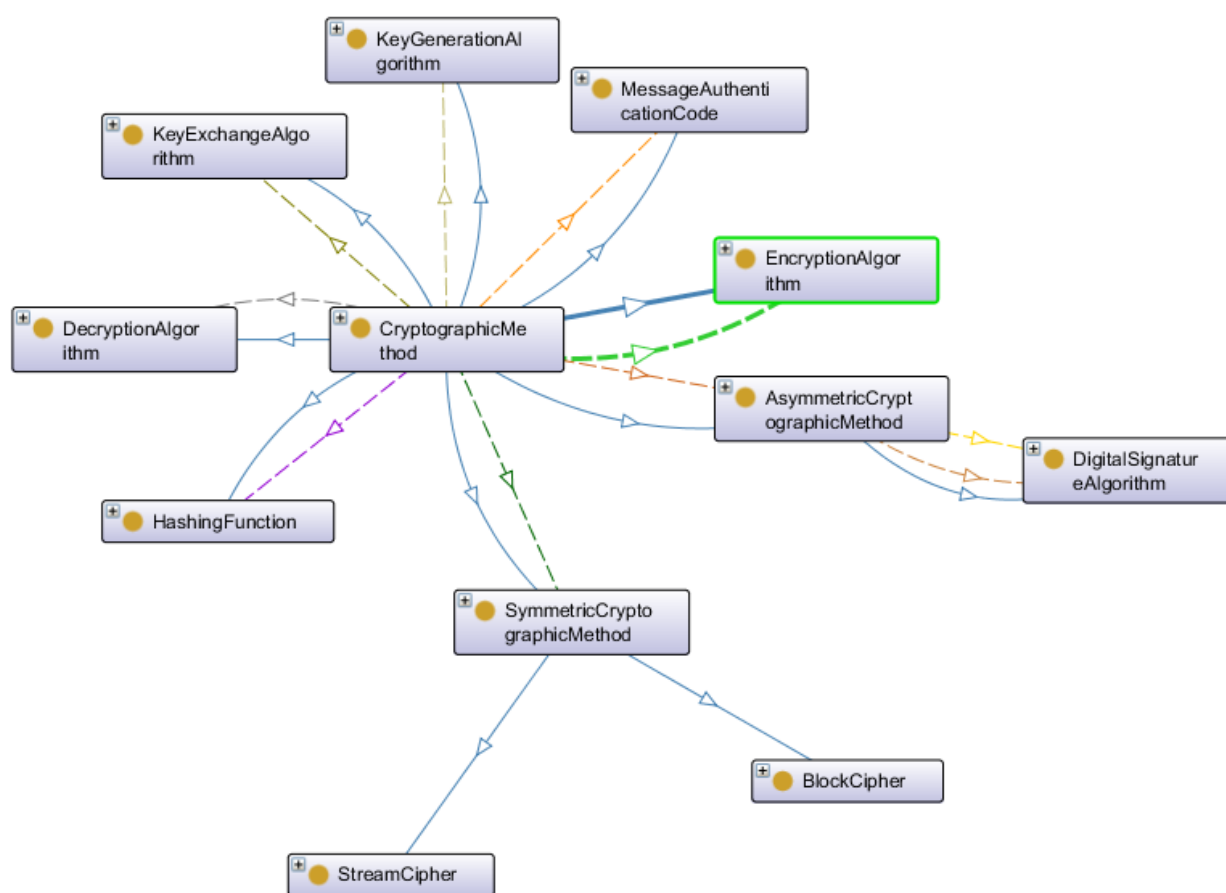 KeyGenerationAl
gorithm
MessageAuthenti
cationCode
KeyExchangeAlgo
rithm
EncryptionAlgor
ithm
DecryptionAlgor
ithm
CryptographicMe
thod
AsymmetricCrypt
ographicMethod
DigitalSignatur
eAlgorithm
HashingFunction
SymmetricCrypto
graphicMethod
BlockCipher
StreamCipher